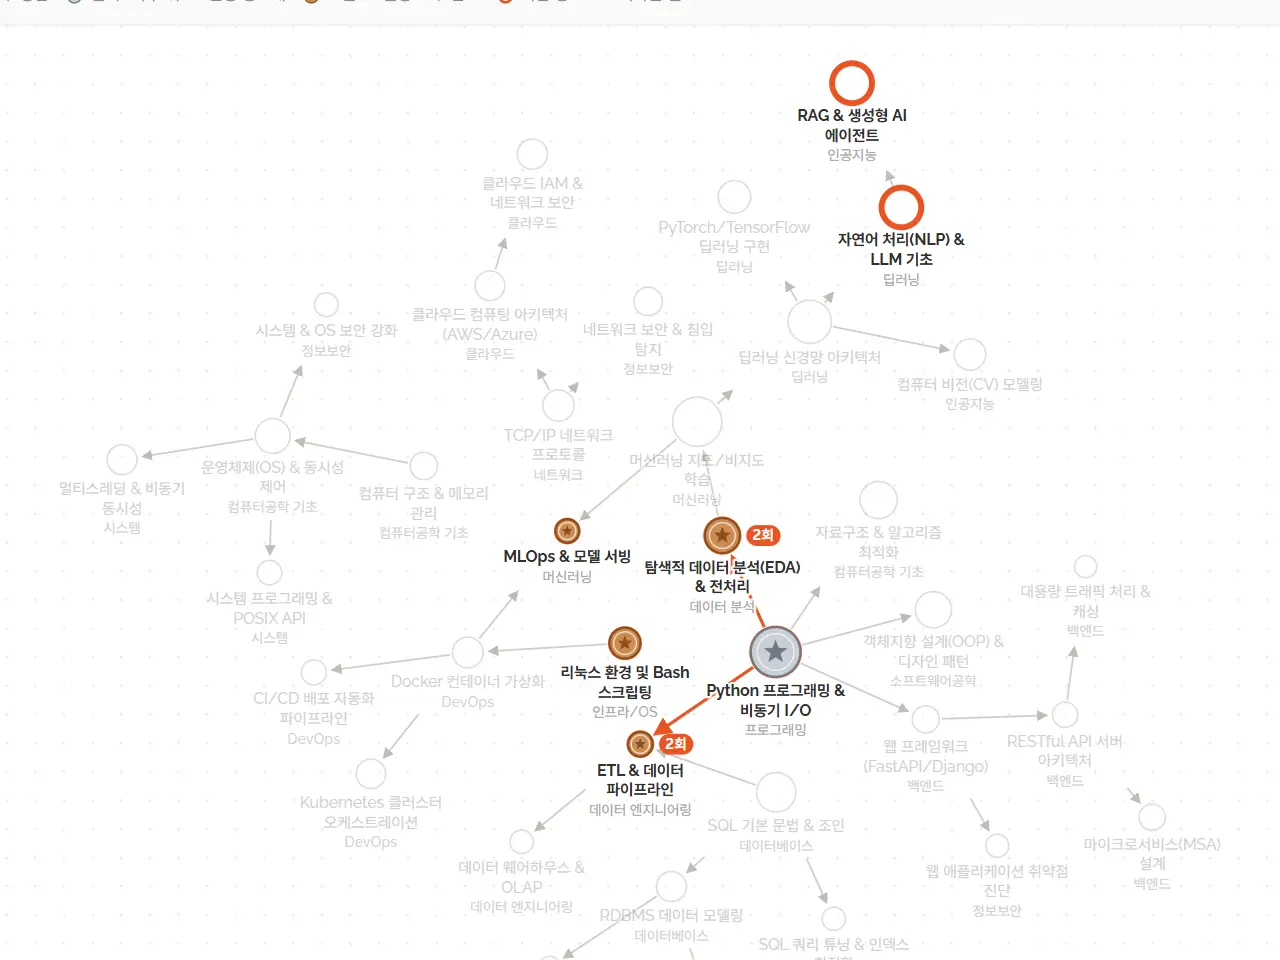 RAG & 생성형 AI
에이전트
인공지능
클라우드 IAM &
네트워크 보안
클라우드
PyTorch/TensorFlow
딥러닝 구현
딥러닝
자연어 처리(NLP) &
LLM 기초
딥러닝
시스템 & OS 보안 강화
정보보안
클라우드 컴퓨팅 아키텍처
(AWS/Azure)
클라우드
네트워크 보안 & 침입
탐지
정보보안
딥러닝 신경망 아키텍처
딥러닝
컴퓨터 비전(CV) 모델링
인공지능
TCP/IP 네트워크
프로토콜
네트워크
머신러닝 지도/비지도
학습
머신러닝
멀티스레딩 & 비동기
동시성
시스템
운영체제(OS) & 동시성
제어
컴퓨터공학 기초
컴퓨터 구조 & 메모리
관리
컴퓨터공학 기초
자료구조 & 알고리즘
최적화
컴퓨터공학 기초
MLOps & 모델 서빙
머신러닝
2회
탐색적 데이터 분석(EDA)
& 전처리
데이터 분석
시스템 프로그래밍 &
POSIX API
시스템
대용량 트래픽 처리 &
캐싱
백엔드
객체지향 설계(OOP) &
디자인 패턴
소프트웨어공학
CI/CD 배포 자동화
파이프라인
DevOps
Docker 컨테이너 가상화
DevOps
리눅스 환경 및 Bash
스크립팅
인프라/OS
Python 프로그래밍 &
비동기 I/O
프로그래밍
웹 프레임워크
(FastAPI/Django)
백엔드
RESTful API 서버
아키텍처
백엔드
2회
ETL & 데이터
파이프라인
데이터 엔지니어링
Kubernetes 클러스터
오케스트레이션
DevOps
SQL 기본 문법 & 조인
데이터베이스
마이크로서비스(MSA)
설계
백엔드
데이터 웨어하우스 &
OLAP
데이터 엔지니어링
웹 애플리케이션 취약점
진단
정보보안
RDBMS 데이터 모델링
데이터베이스
SQL 쿼리 튜닝 & 인덱스